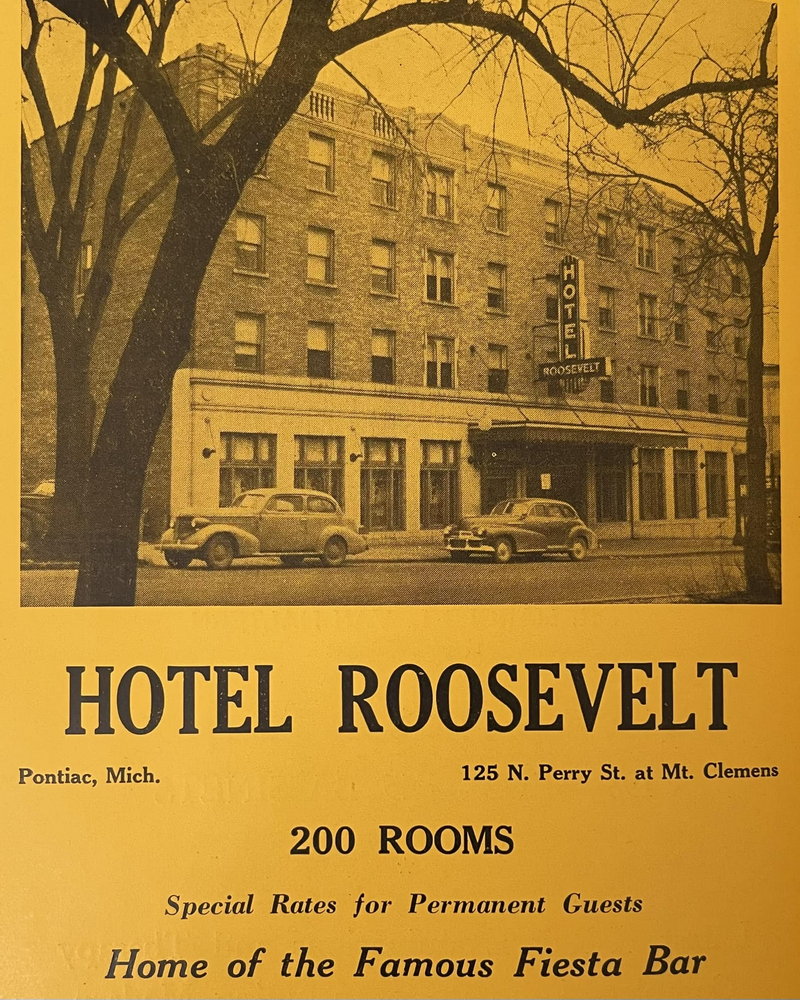 HOTEL
ROOSEVELT
HOTEL ROOSEVELT
Pontiac, Mich.
125 N. Perry St. at Mt. Clemens
200 ROOMS
Special Rates for Permanent Guests
Home of the Famous Fiesta Bar